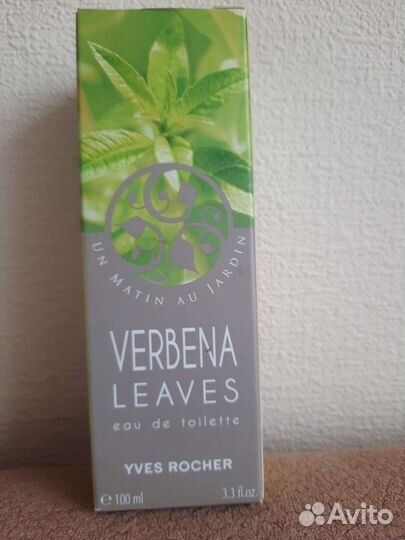 UN MATIN AU JARDIN
VERBENA
LEAVES
eau de toilette
YVES ROCHER
℮ 100 ml 3.3 fl.oz.
Avito